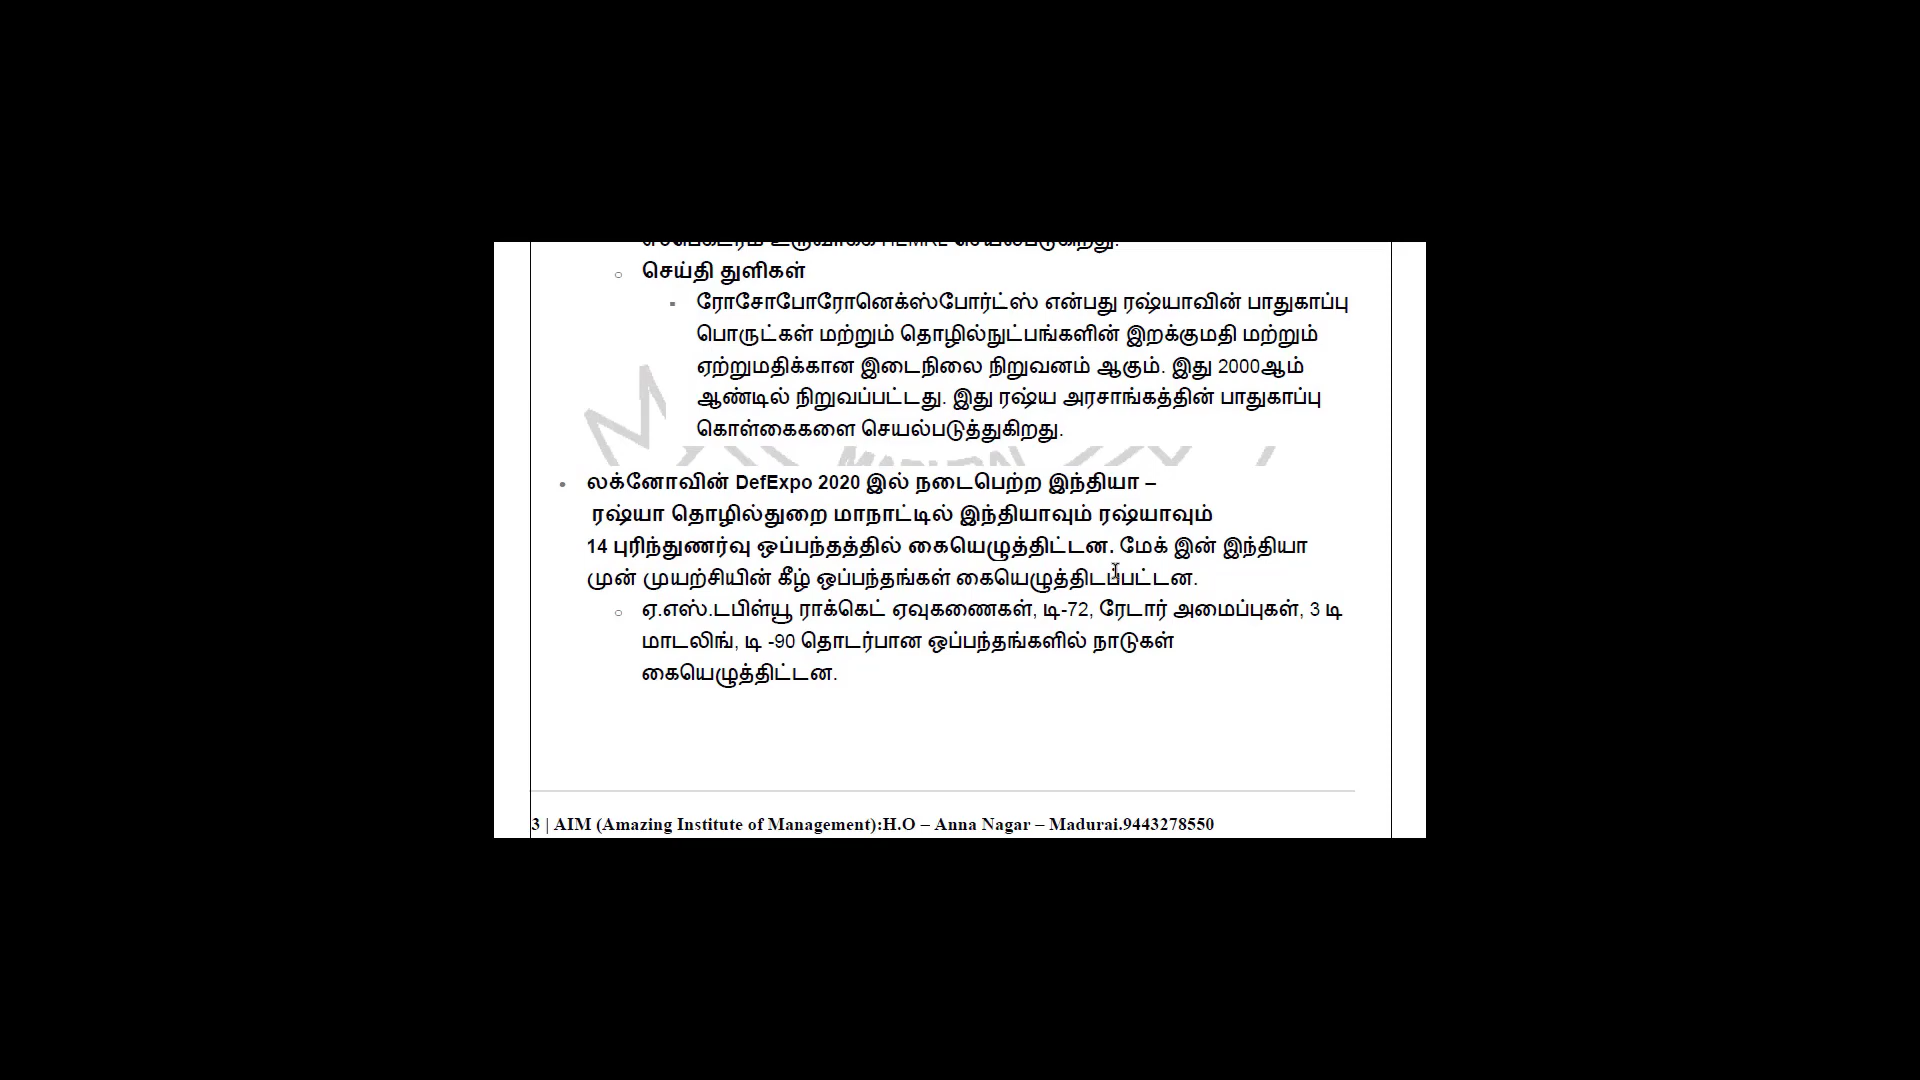 செய்தி துளிகள்
ரோசோபோரோனெக்ஸ்போர்ட்ஸ் என்பது ரஷ்யாவின் பாதுகாப்பு
பொருட்கள் மற்றும் தொழில்நுட்பங்களின் இறக்குமதி மற்றும்
ஏற்றுமதிக்கான இடைநிலை நிறுவனம் ஆகும். இது 2000ஆம்
ஆண்டில் நிறுவப்பட்டது. இது ரஷ்ய அரசாங்கத்தின் பாதுகாப்பு
கொள்கைகளை செயல்படுத்துகிறது.
லக்னோவின் DefExpo 2020 இல் நடைபெற்ற இந்தியா –
ரஷ்யா தொழில்துறை மாநாட்டில் இந்தியாவும் ரஷ்யாவும்
14 புரிந்துணர்வு ஒப்பந்தத்தில் கையெழுத்திட்டன. மேக் இன் இந்தியா
முன் முயற்சியின் கீழ் ஒப்பந்தங்கள் கையெழுத்திடப்பட்டன.
ஏ.எஸ்.டபிள்யூ ராக்கெட் ஏவுகணைகள், டி-72, ரேடார் அமைப்புகள், 3 டி
மாடலிங், டி -90 தொடர்பான ஒப்பந்தங்களில் நாடுகள்
கையெழுத்திட்டன.
3 | AIM (Amazing Institute of Management):H.O – Anna Nagar – Madurai.9443278550